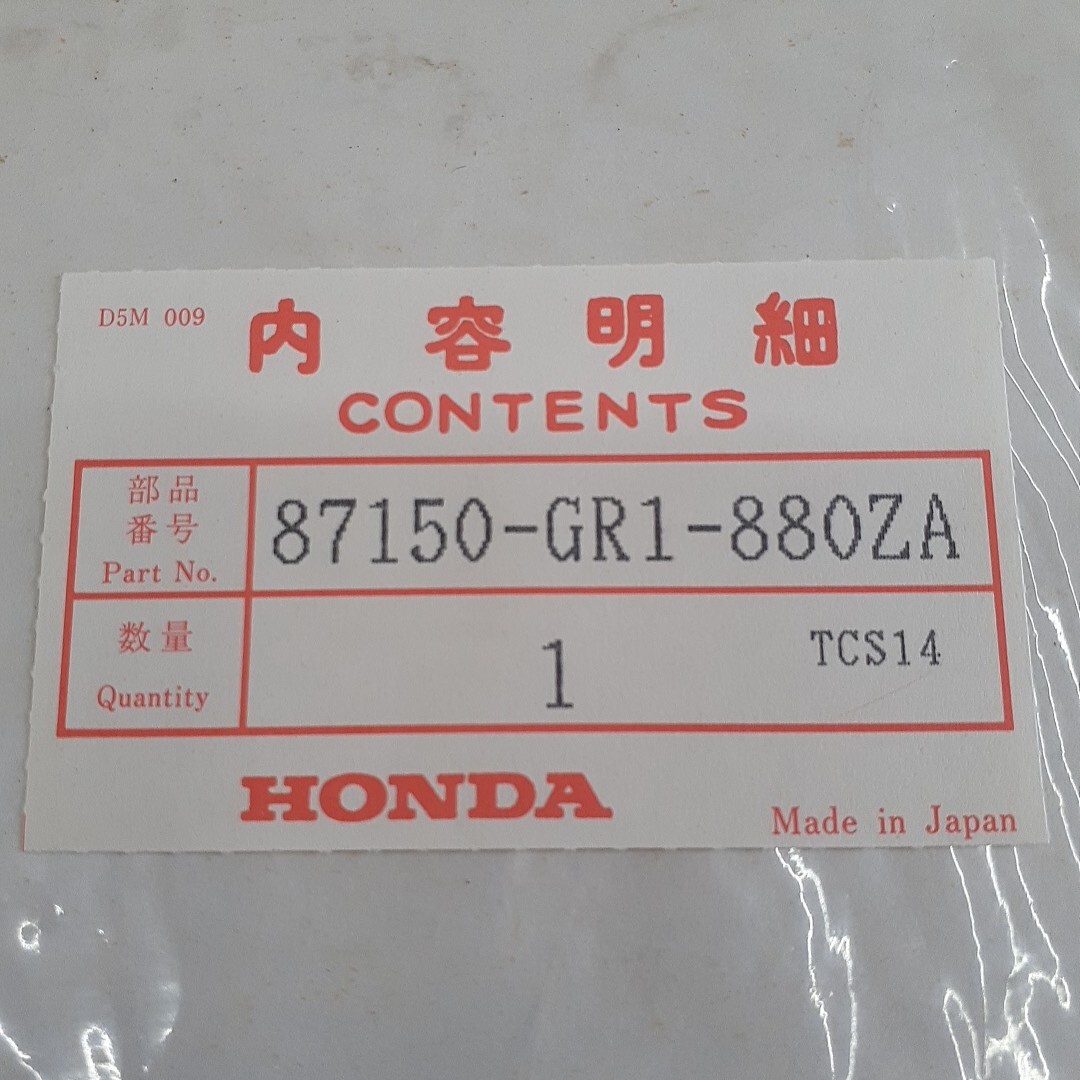 D5M 009
内容明細
CONTENTS
部品
番号
Part No.
87150-GR1-880ZA
数量
Quantity
1
TCS14
HONDA
Made in Japan